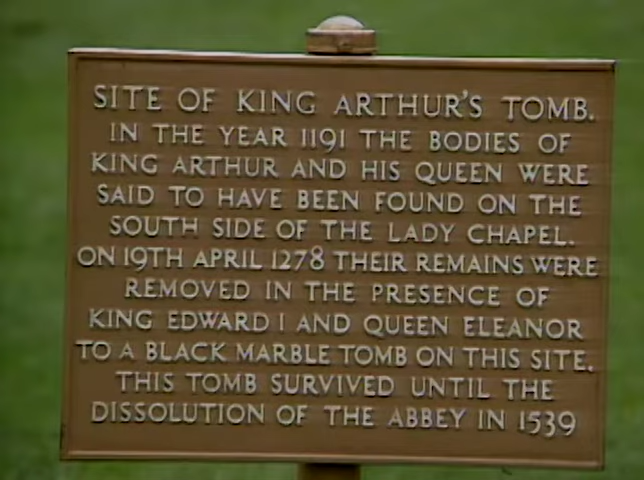 SITE OF KING ARTHUR'S TOMB.
IN THE YEAR 1191 THE BODIES OF
KING ARTHUR AND HIS QUEEN WERE
SAID TO HAVE BEEN FOUND ON THE
SOUTH SIDE OF THE LADY CHAPEL.
ON 19TH APRIL 1278 THEIR REMAINS WERE
REMOVED IN THE PRESENCE OF
KING EDWARD I AND QUEEN ELEANOR
TO A BLACK MARBLE TOMB ON THIS SITE.
THIS TOMB SURVIVED UNTIL THE
DISSOLUTION OF THE ABBEY IN 1539